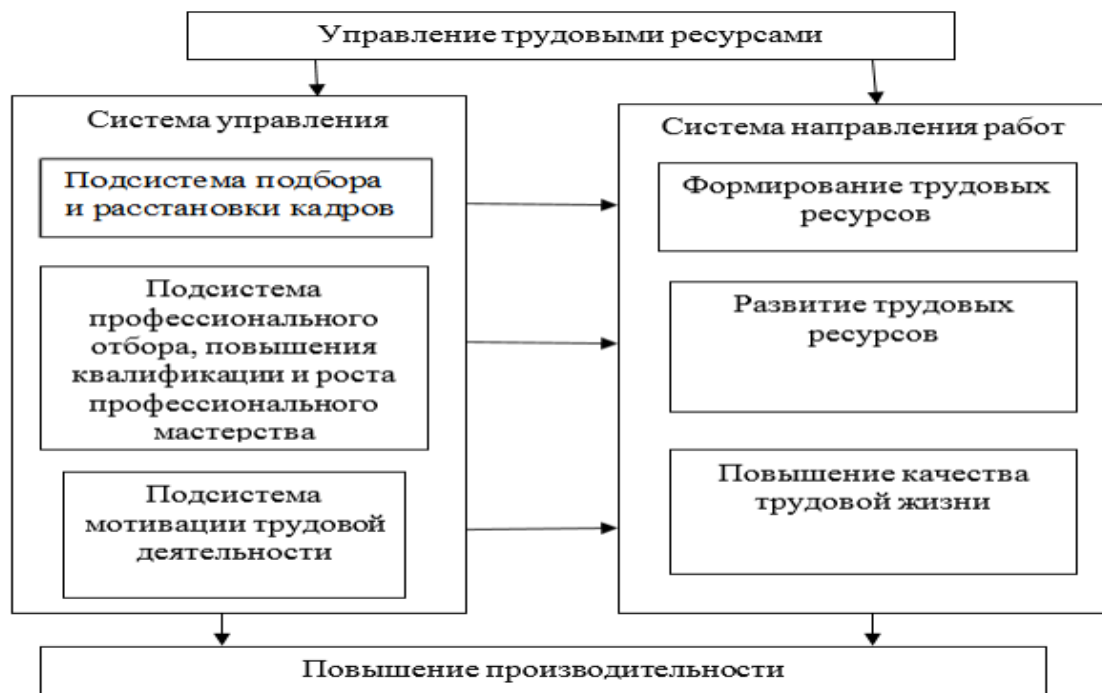 Управление трудовыми ресурсами
Система управления
Подсистема подбора
и расстановки кадров
Подсистема
профессионального
отбора, повышения
квалификации и роста
профессионального
мастерства
Подсистема
мотивации трудовой
деятельности
Система направления работ
Формирование трудовых
ресурсов
Развитие трудовых
ресурсов
Повышение качества
трудовой жизни
Повышение производительности